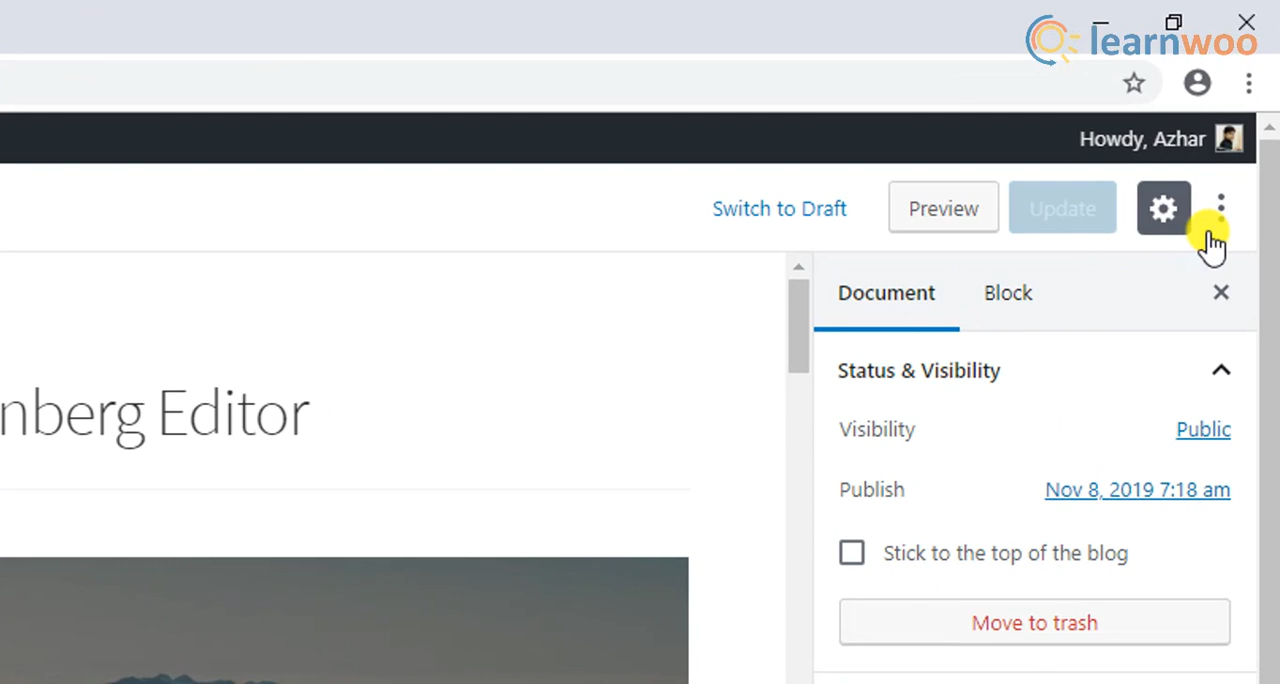 learnwoo
Howdy, Azhar
Switch to Draft
Preview
Update
Document
Block
nberg Editor
Status & Visibility
Visibility
Public
Publish
Nov 8, 2019 7:18 am
Stick to the top of the blog
Move to trash